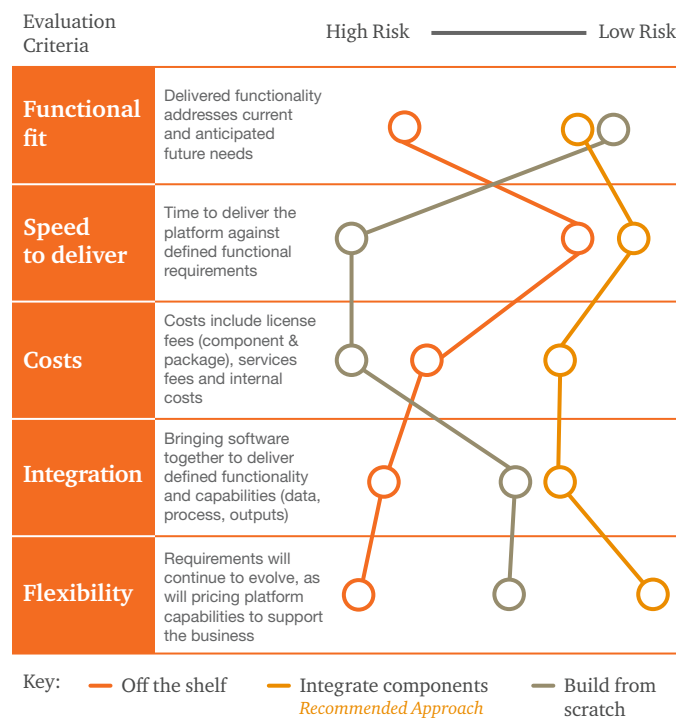 Evaluation
Criteria
High Risk
Low Risk
Functional
fit
Delivered functionality
addresses current
and anticipated
future needs
Speed
to deliver
Time to deliver the
platform against
defined functional
requirements
Costs
Costs include license
fees (component &
package), services
fees and internal
costs
Integration
Bringing software
together to deliver
defined functionality
and capabilities (data,
process, outputs)
Flexibility
Requirements will
continue to evolve, as
will pricing platform
capabilities to support
the business
Key:
Off the shelf
Integrate components
Recommended Approach
Build from
scratch